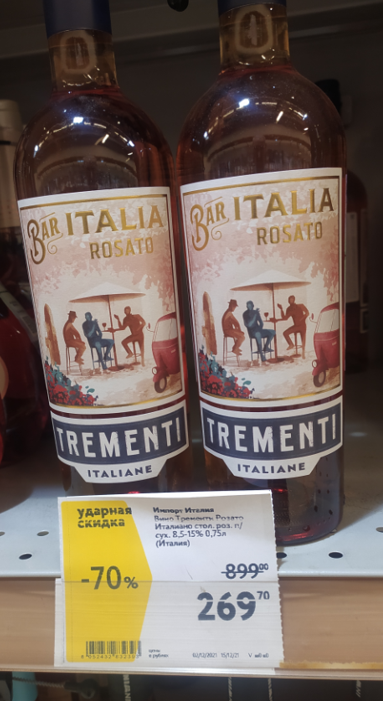 BAR ITALIA
ROSATO
TREMENTI
ITALIANE
BAR ITALIA
ROSATO
TREMENTI
ITALIANE
ударная
скидка
-70%
Импорт Италия
Вино Тременти Розато
Италиано стол. роз. п/
сух. 8,5-15% 0,75л
(Италия)
899 00
269 70